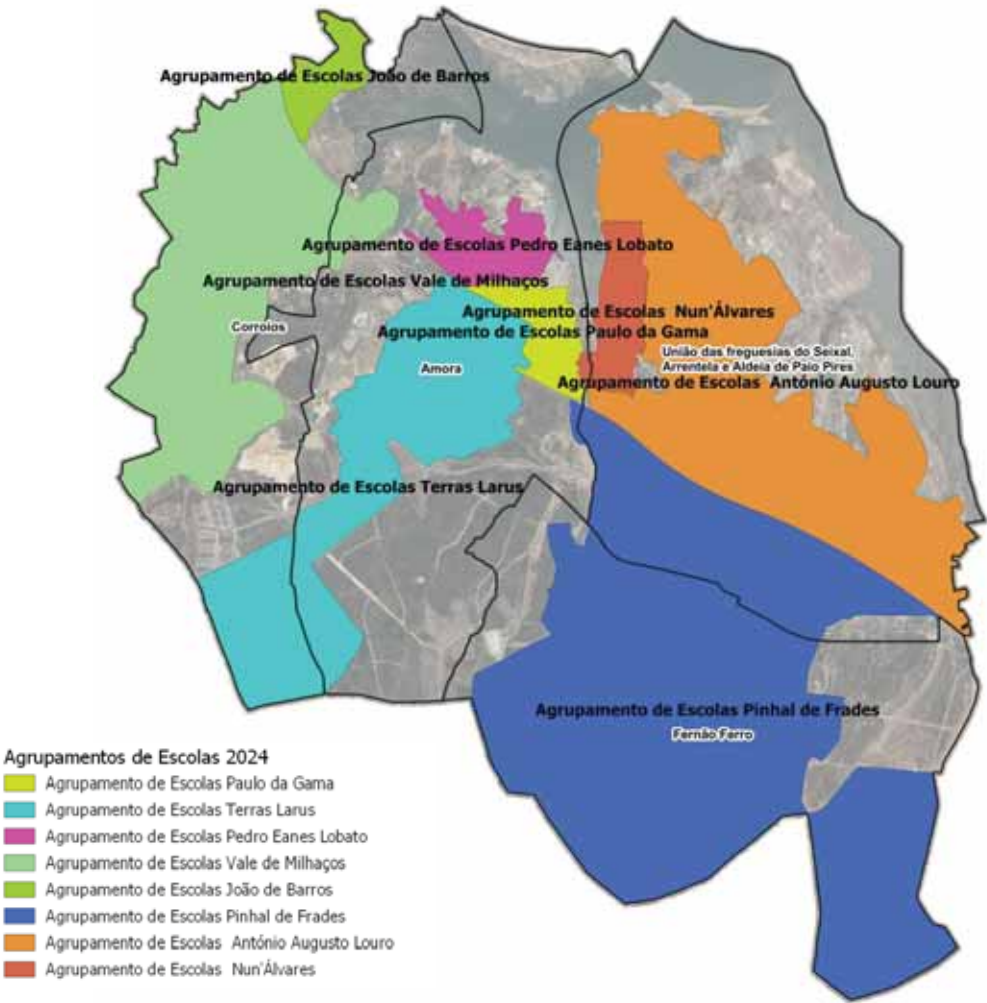 Agrupamento de Escolas João de Barros
Agrupamento de Escolas Pedro Eanes Lobato
Agrupamento de Escolas Vale de Milhaços
Agrupamento de Escolas Nun'Álvares
Corroios
Agrupamento de Escolas Paulo da Gama
União das freguesias do Seixal,
Arrentela e Aldeia de Paio Pires
Amora
Agrupamento de Escolas António Augusto Louro
Agrupamento de Escolas Terras Larus
Agrupamento de Escolas Pinhal de Frades
Fernão Ferro
Agrupamentos de Escolas 2024
Agrupamento de Escolas Paulo da Gama
Agrupamento de Escolas Terras Larus
Agrupamento de Escolas Pedro Eanes Lobato
Agrupamento de Escolas Vale de Milhaços
Agrupamento de Escolas João de Barros
Agrupamento de Escolas Pinhal de Frades
Agrupamento de Escolas António Augusto Louro
Agrupamento de Escolas Nun'Álvares